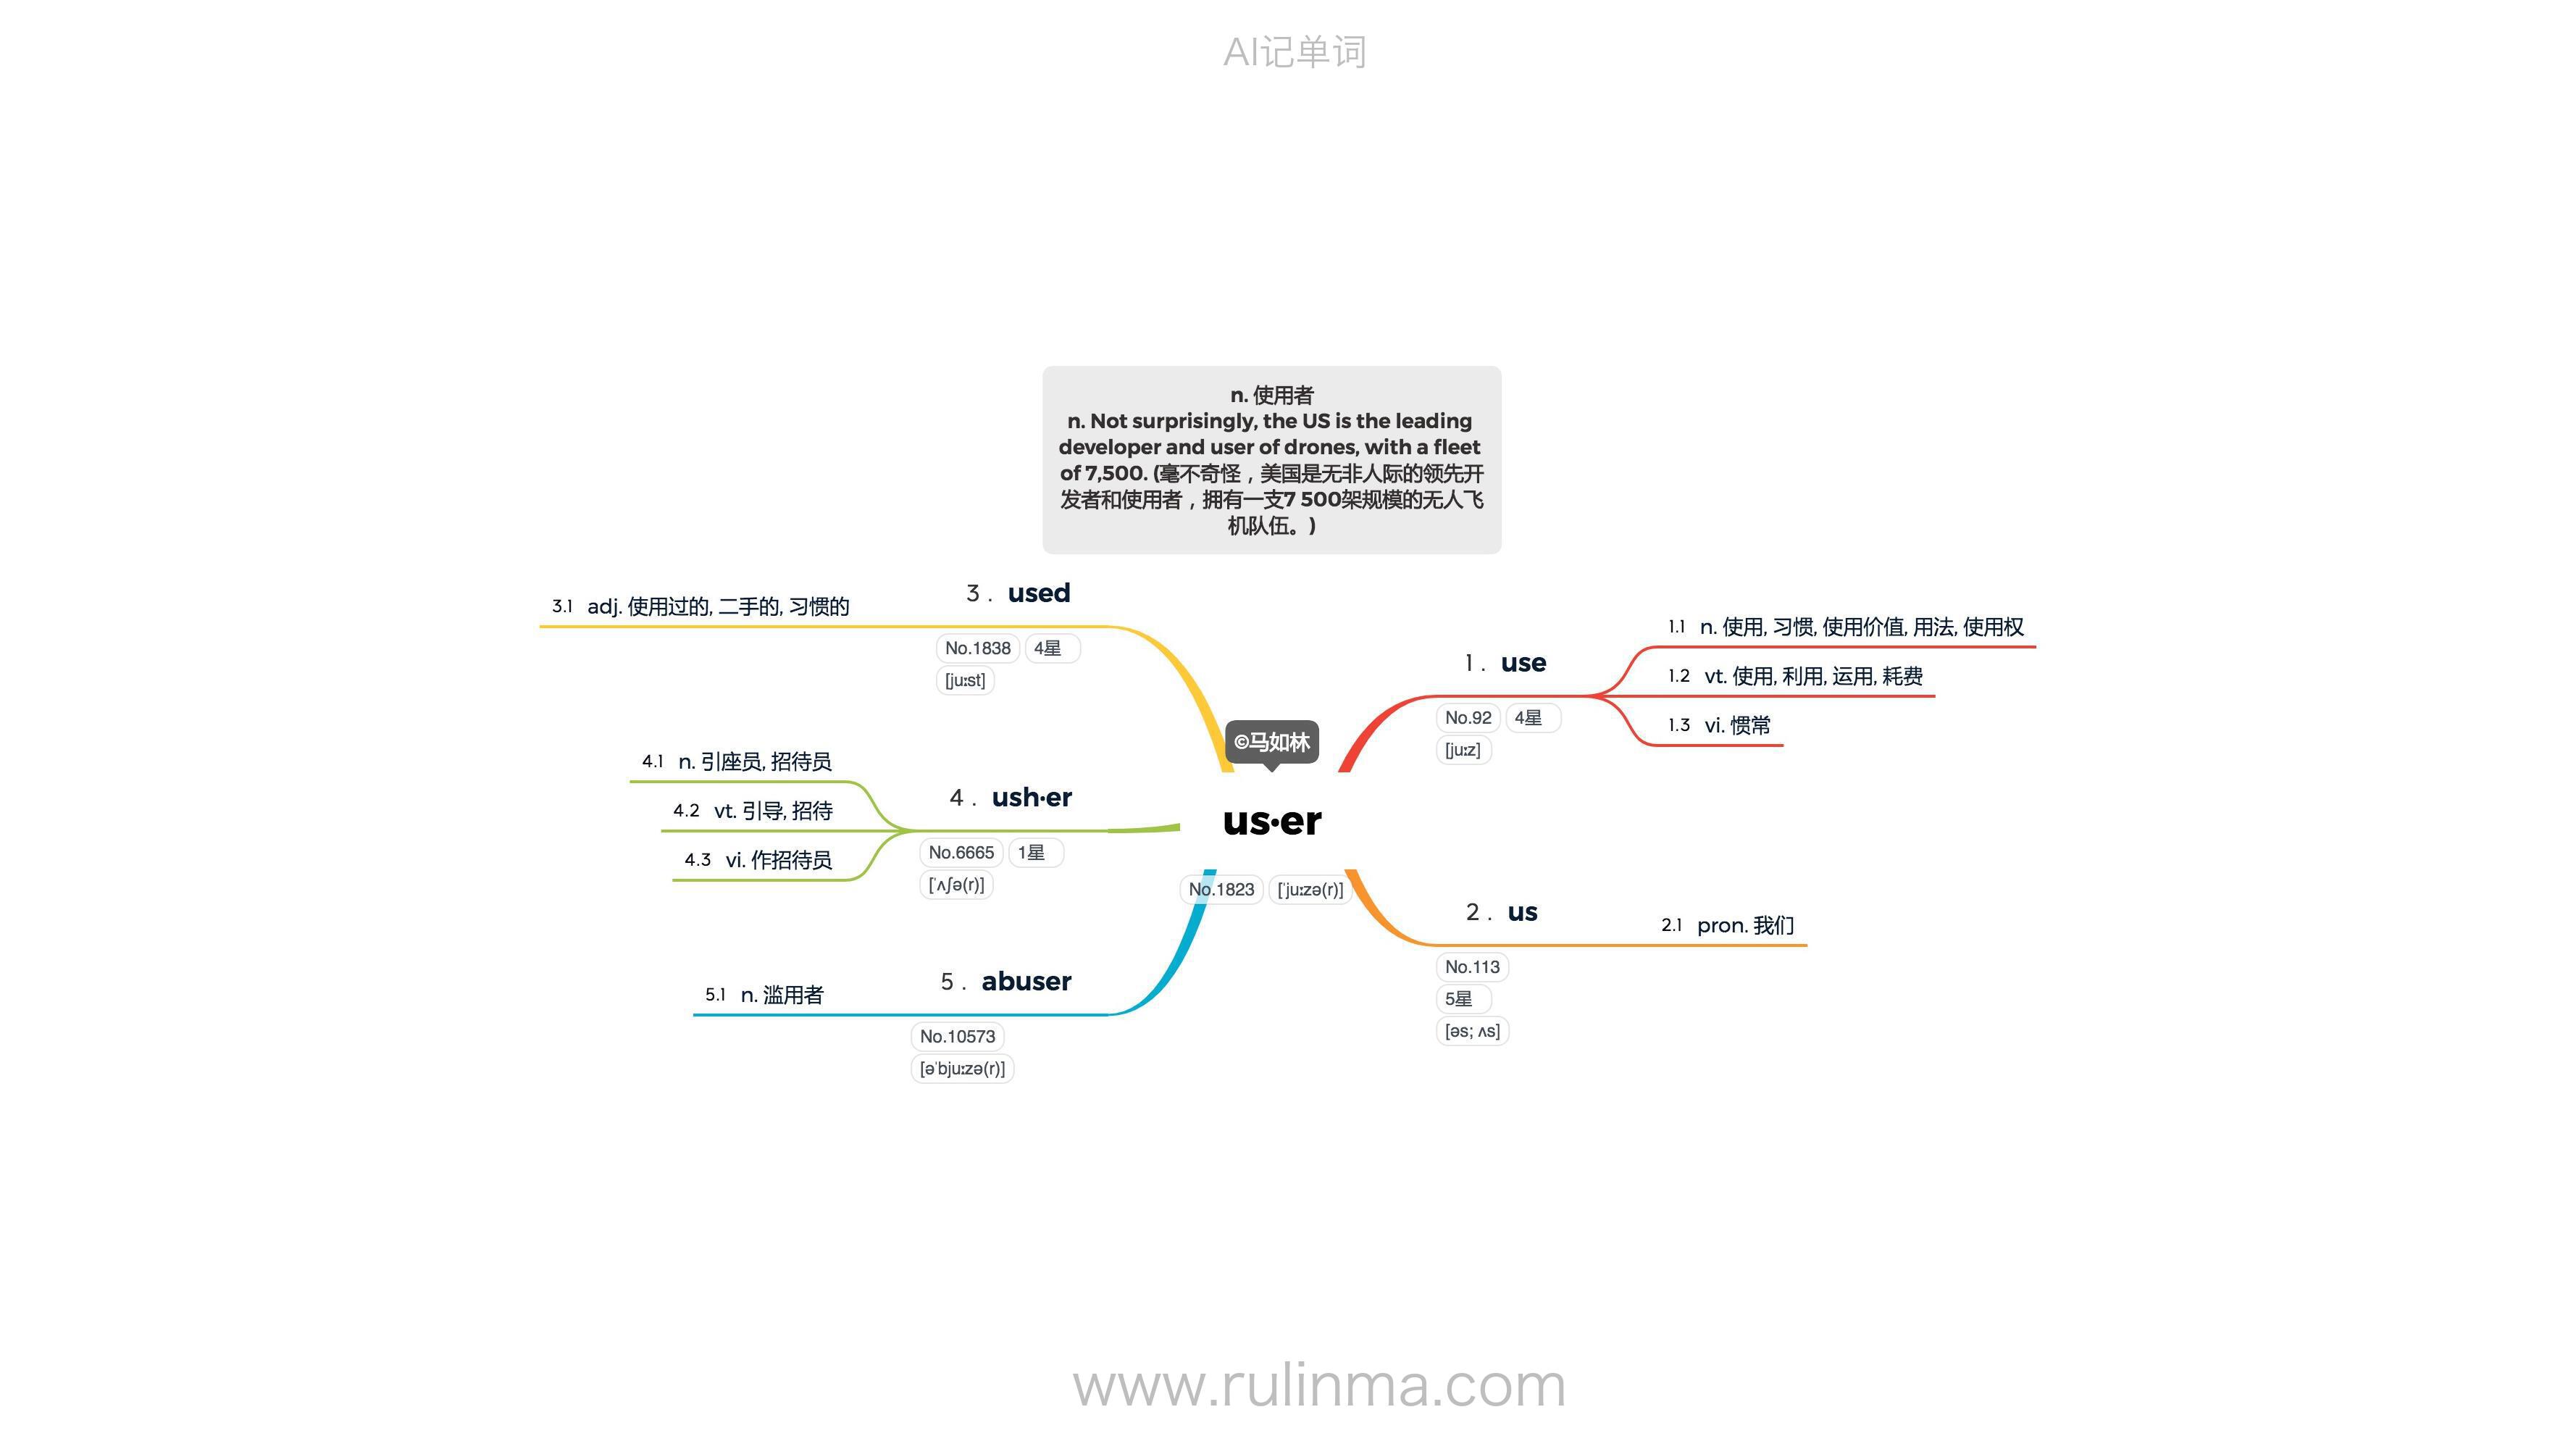 AI记单词
n. 使用者
n. Not surprisingly, the US is the leading
developer and user of drones, with a fleet
of 7,500. (毫不奇怪，美国是无非人际的领先开
发者和使用者，拥有一支7 500架规模的无人飞
机队伍。)
©马如林
us·er
No.1823 [ˈjuːzə(r)]
1. use
No.92 4星
[juːz]
1.1 n. 使用, 习惯, 使用价值, 用法, 使用权
1.2 vt. 使用, 利用, 运用, 耗费
1.3 vi. 惯常
2. us
No.113
5星
[əs; ʌs]
2.1 pron. 我们
3. used
No.1838 4星
[juːst]
3.1 adj. 使用过的, 二手的, 习惯的
4. ush·er
No.6665 1星
[ˈʌʃə(r)]
4.1 n. 引座员, 招待员
4.2 vt. 引导, 招待
4.3 vi. 作招待员
5. abuser
No.10573
[əˈbjuːzə(r)]
5.1 n. 滥用者
www.rulinma.com